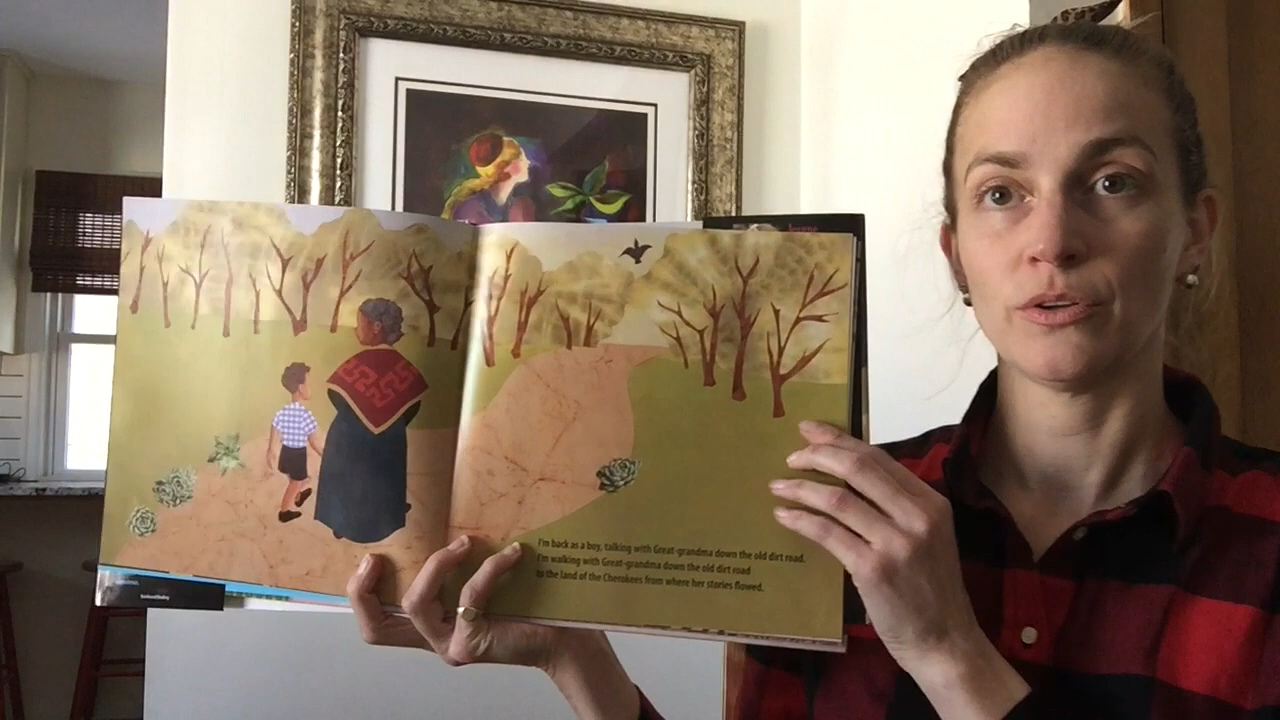 I'm back as a boy, talking with Great-grandma down the old dirt road.
I'm walking with Great-grandma down the old dirt road
to the land of the Cherokees from where her stories flowed.